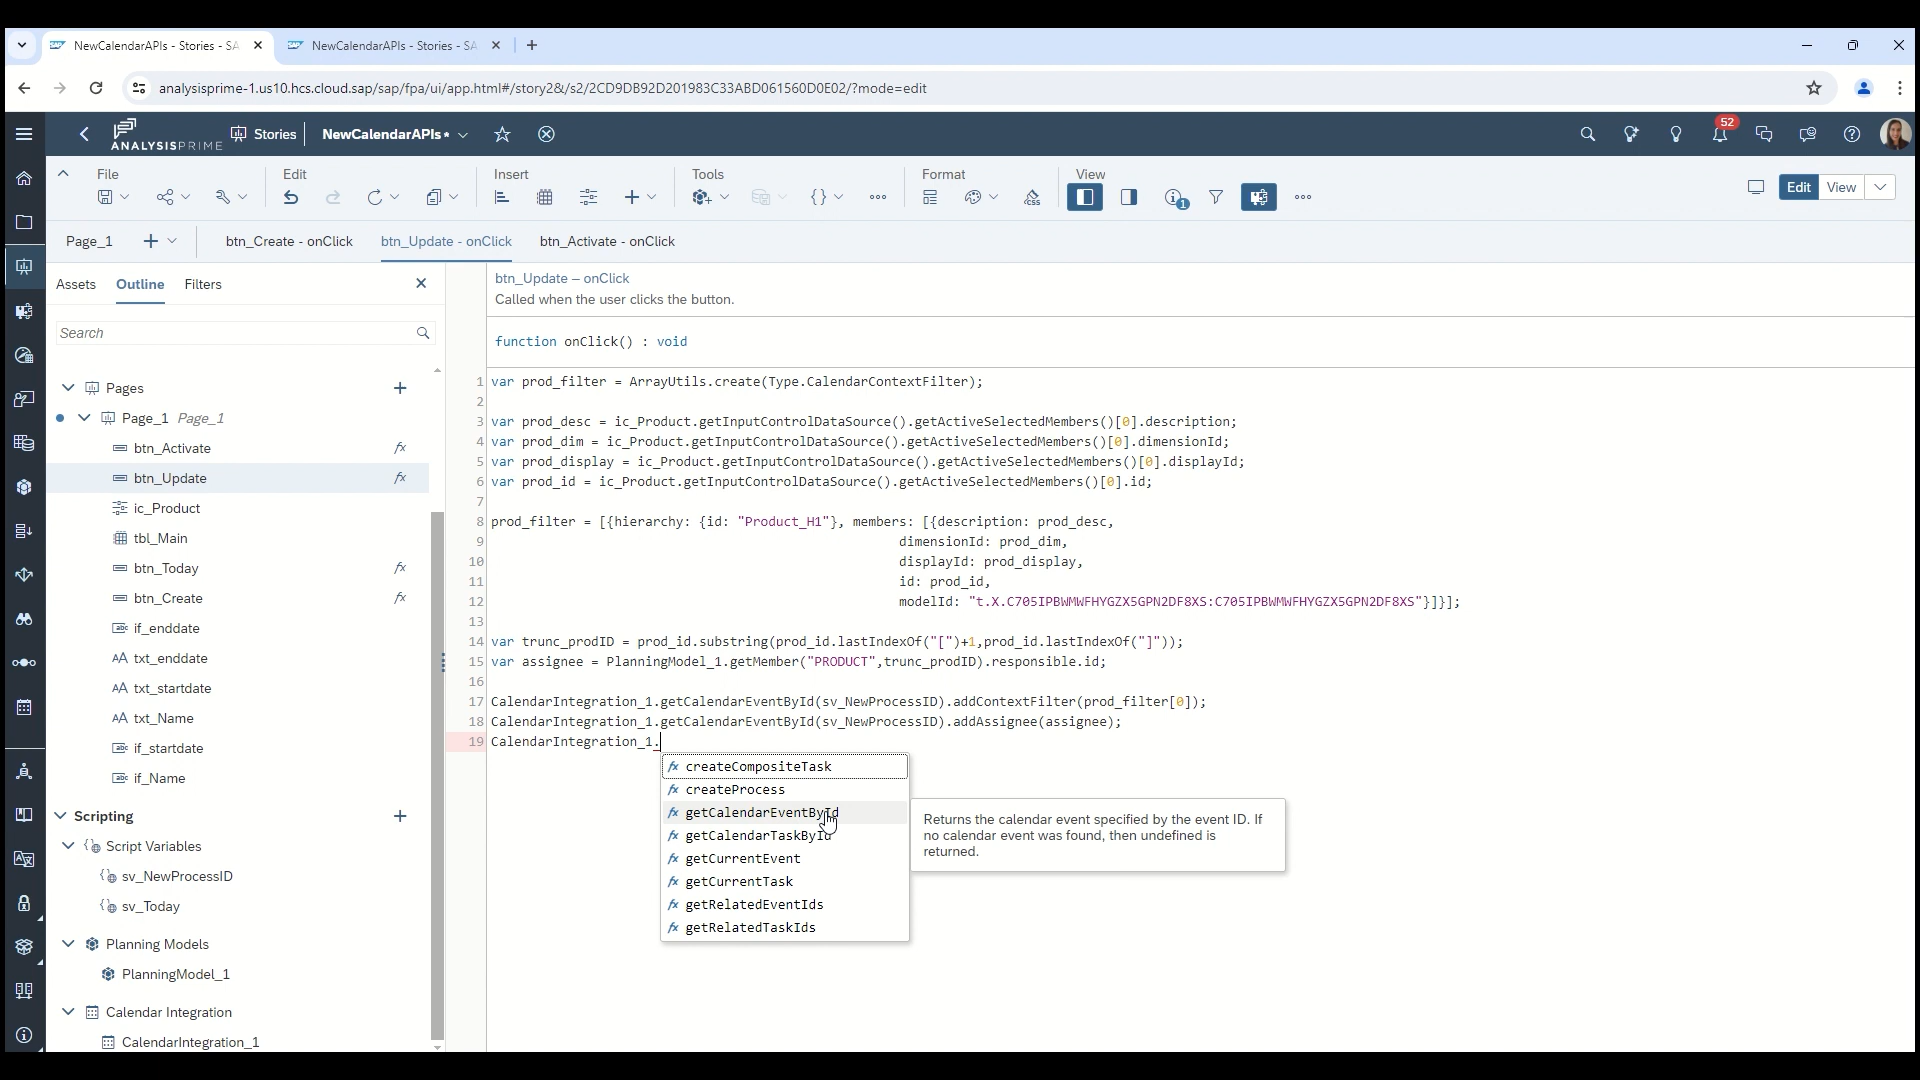 NewCalendarAPIs - Stories - SA
NewCalendarAPIs - Stories - SA
analysisprime-1.us10.hcs.cloud.sap/sap/fpa/ui/app.html#/story2&/s2/2CD9DB92D201983C33ABD061560D0E02/?mode=edit
ANALYSISPRIME
Stories
NewCalendarAPIs*
52
File
Edit
Insert
Tools
Format
View
css
1
Edit
View
Page_1
btn_Create - onClick
btn_Update - onClick
btn_Activate - onClick
Assets
Outline
Filters
Search
Pages
Page_1 Page_1
btn_Activate
btn_Update
ic_Product
tbl_Main
btn_Today
btn_Create
if_enddate
txt_enddate
txt_startdate
txt_Name
if_startdate
if_Name
Scripting
Script Variables
sv_NewProcessID
sv_Today
Planning Models
PlanningModel_1
Calendar Integration
CalendarIntegration_1
btn_Update – onClick
Called when the user clicks the button.
function onClick() : void
1 var prod_filter = ArrayUtils.create(Type.CalendarContextFilter);
2
3 var prod_desc = ic_Product.getInputControlDataSource().getActiveSelectedMembers()[0].description;
4 var prod_dim = ic_Product.getInputControlDataSource().getActiveSelectedMembers()[0].dimensionId;
5 var prod_display = ic_Product.getInputControlDataSource().getActiveSelectedMembers()[0].displayId;
6 var prod_id = ic_Product.getInputControlDataSource().getActiveSelectedMembers()[0].id;
7
8 prod_filter = [{hierarchy: {id: "Product_H1"}, members: [{description: prod_desc,
9 dimensionId: prod_dim,
10 displayId: prod_display,
11 id: prod_id,
12 modelId: "t.X.C705IPBWMWFHYGZX5GPN2DF8XS:C705IPBWMWFHYGZX5GPN2DF8XS"}]}];
13
14 var trunc_prodID = prod_id.substring(prod_id.lastIndexOf("[")+1,prod_id.lastIndexOf("]"));
15 var assignee = PlanningModel_1.getMember("PRODUCT",trunc_prodID).responsible.id;
16
17 CalendarIntegration_1.getCalendarEventById(sv_NewProcessID).addContextFilter(prod_filter[0]);
18 CalendarIntegration_1.getCalendarEventById(sv_NewProcessID).addAssignee(assignee);
19 CalendarIntegration_1.
createCompositeTask
createProcess
getCalendarEventById
getCalendarTaskById
getCurrentEvent
getCurrentTask
getRelatedEventIds
getRelatedTaskIds
Returns the calendar event specified by the event ID. If
no calendar event was found, then undefined is
returned.